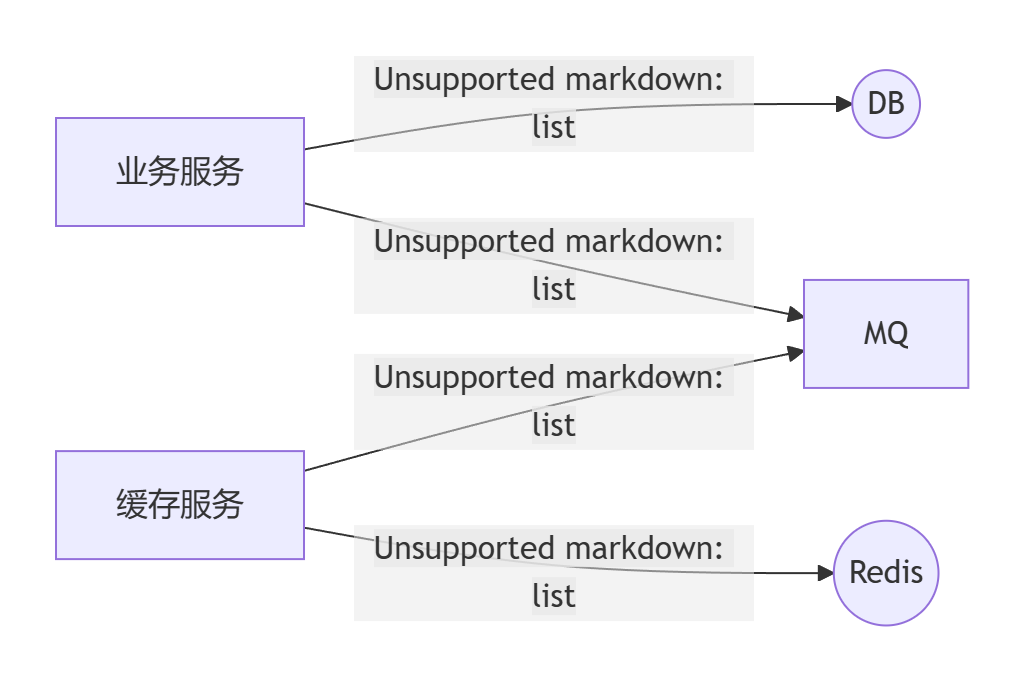 Unsupported markdown:
list
DB
业务服务
Unsupported markdown:
list
MQ
Unsupported markdown:
list
缓存服务
Unsupported markdown:
list
Redis